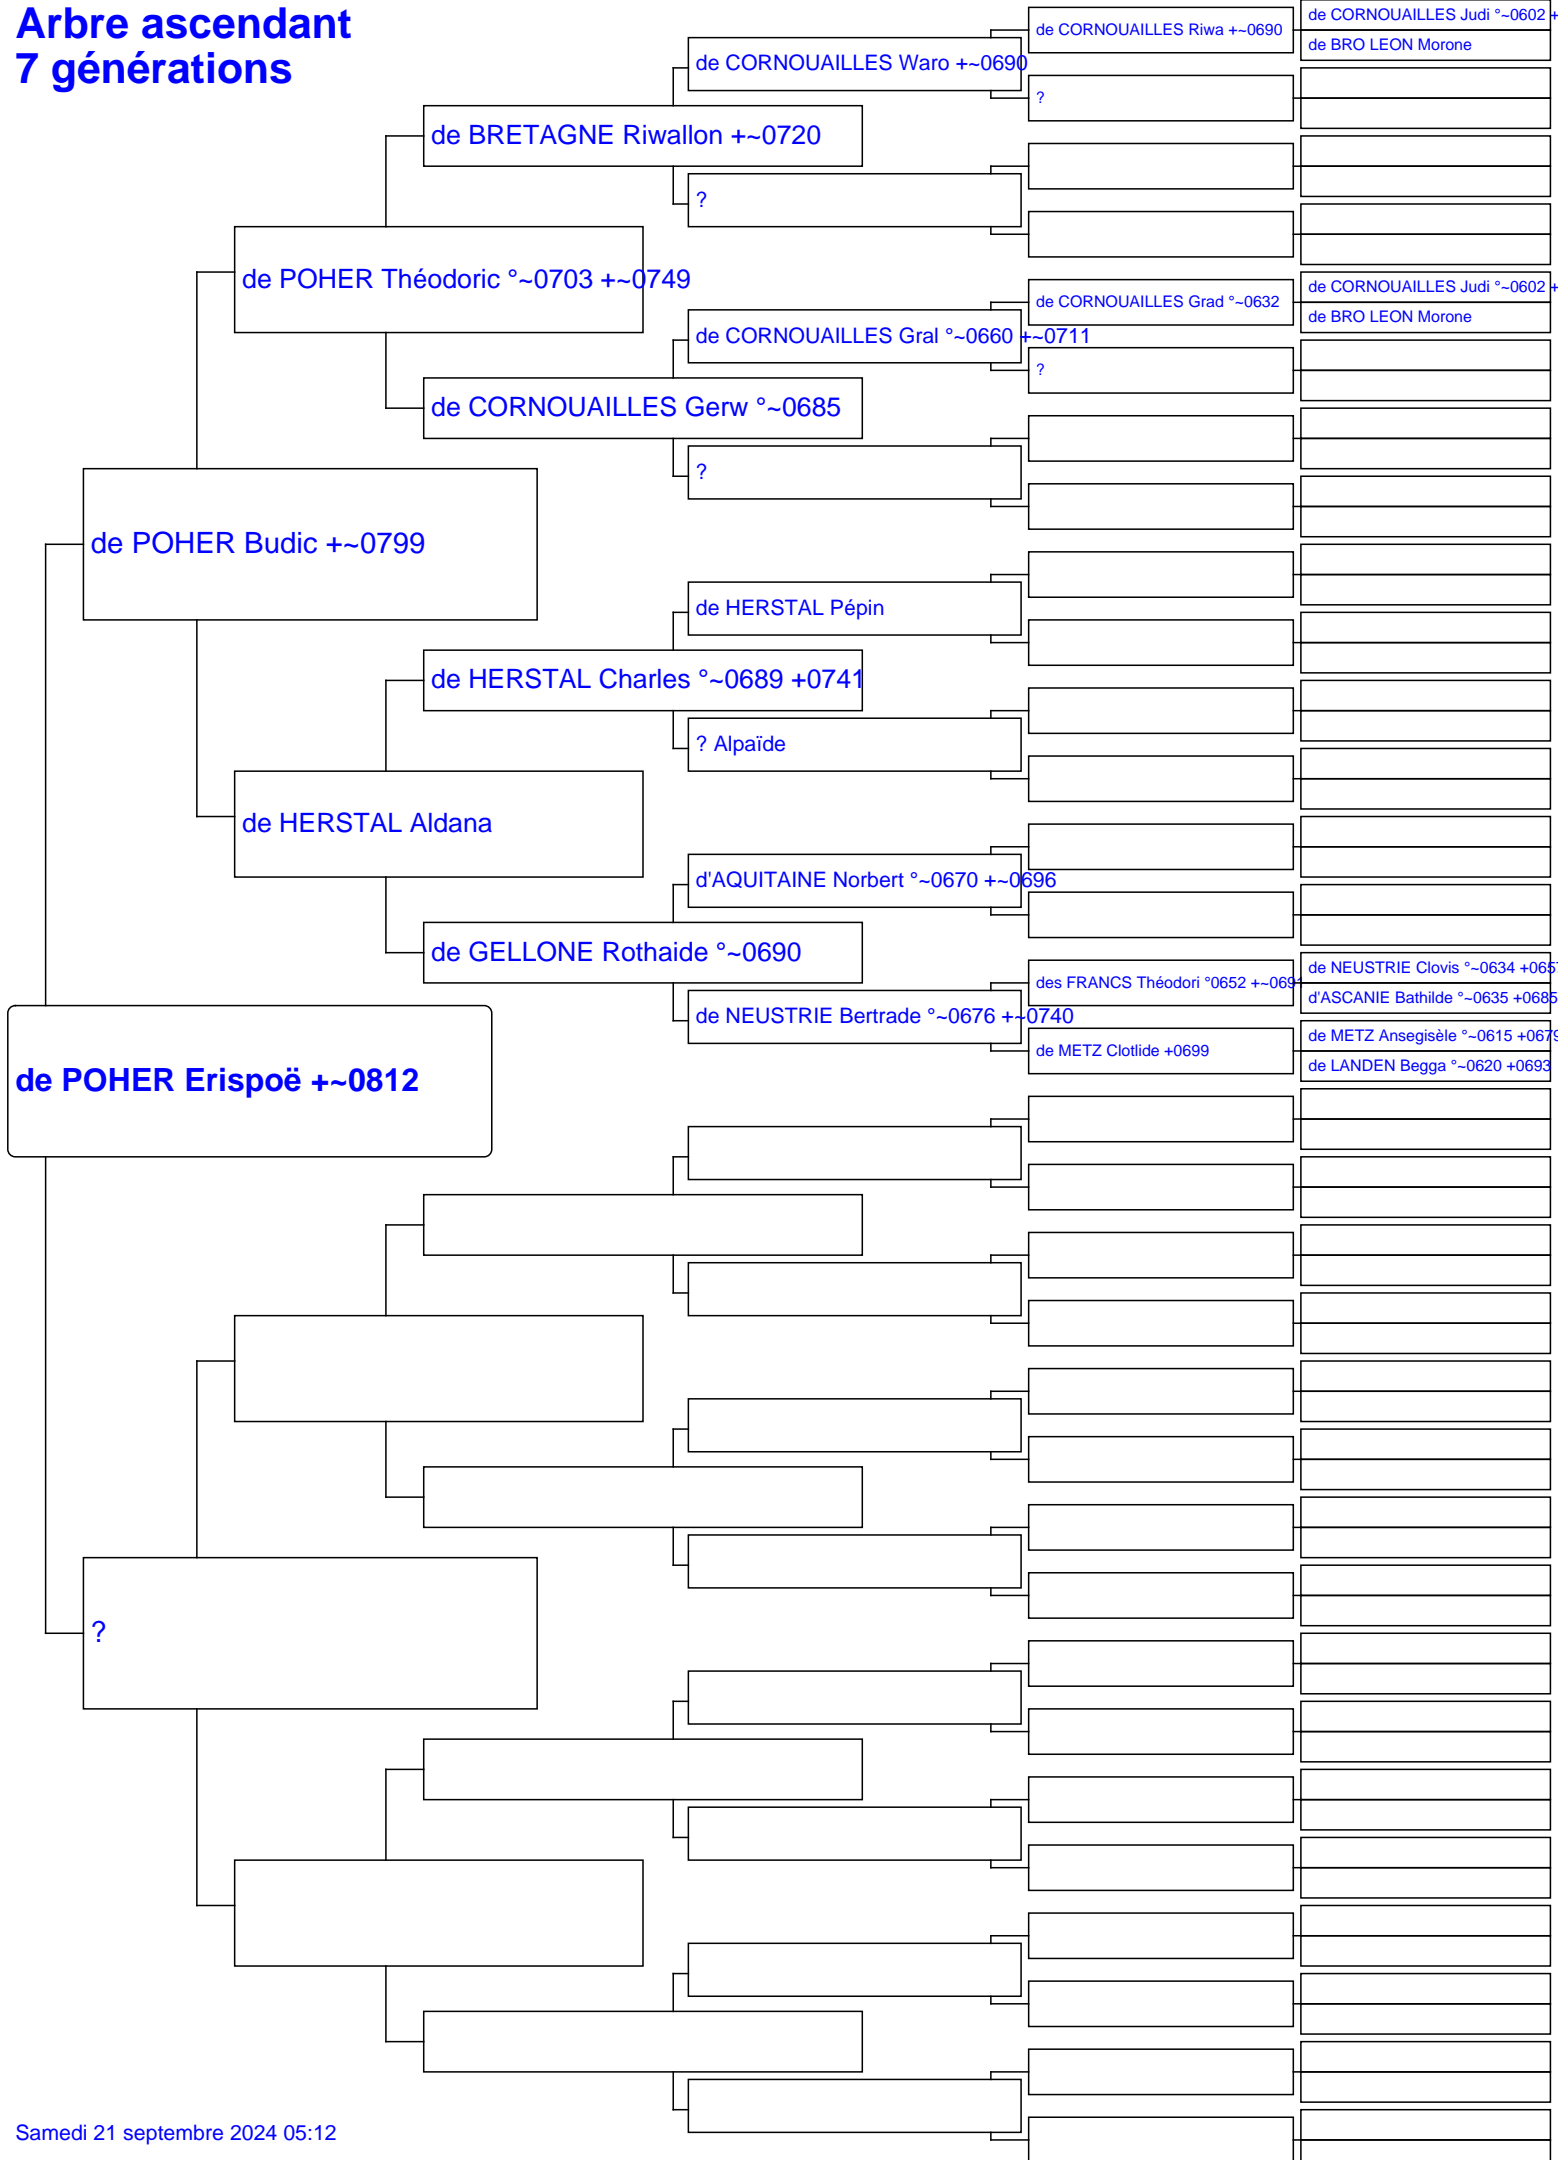 Arbre ascendant
7 générations
de CORNOUAILLES Judi °~0602 +
de CORNOUAILLES Riwa +~0690
de BRO LEON Morone
de CORNOUAILLES Waro +~0690
?
de BRETAGNE Riwallon +~0720
?
de POHER Théodoric °~0703 +~0749
de CORNOUAILLES Judi °~0602 +
de CORNOUAILLES Grad °~0632
de BRO LEON Morone
de CORNOUAILLES Gral °~0660 +~0711
?
de CORNOUAILLES Gerw °~0685
?
de POHER Budic +~0799
de HERSTAL Pépin
de HERSTAL Charles °~0689 +0741
? Alpaïde
de HERSTAL Aldana
d'AQUITAINE Norbert °~0670 +~0696
de GELLONE Rothaide °~0690
de NEUSTRIE Clovis °~0634 +0657
des FRANCS Théodori °0652 +~0691
d'ASCANIE Bathilde °~0635 +0685
de NEUSTRIE Bertrade °~0676 +~0740
de METZ Ansegisèle °~0615 +0679
de METZ Clotlide +0699
de LANDEN Begga °~0620 +0693
de POHER Erispoë +~0812
?
Samedi 21 septembre 2024 05:12